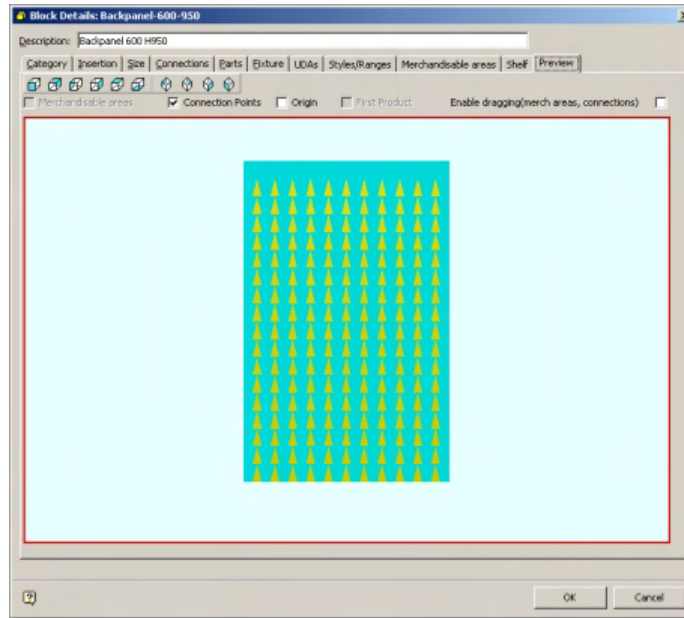 Block Details: Backpanel-600-950
Description: Backpanel 600 H950
Category Insertion Size Connections Parts Fixture UDAs Styles/Ranges Merchandisable areas Shelf Preview
Merchandisable areas Connection Points Origin First Product Enable dragging(merch areas, connections)
OK Cancel